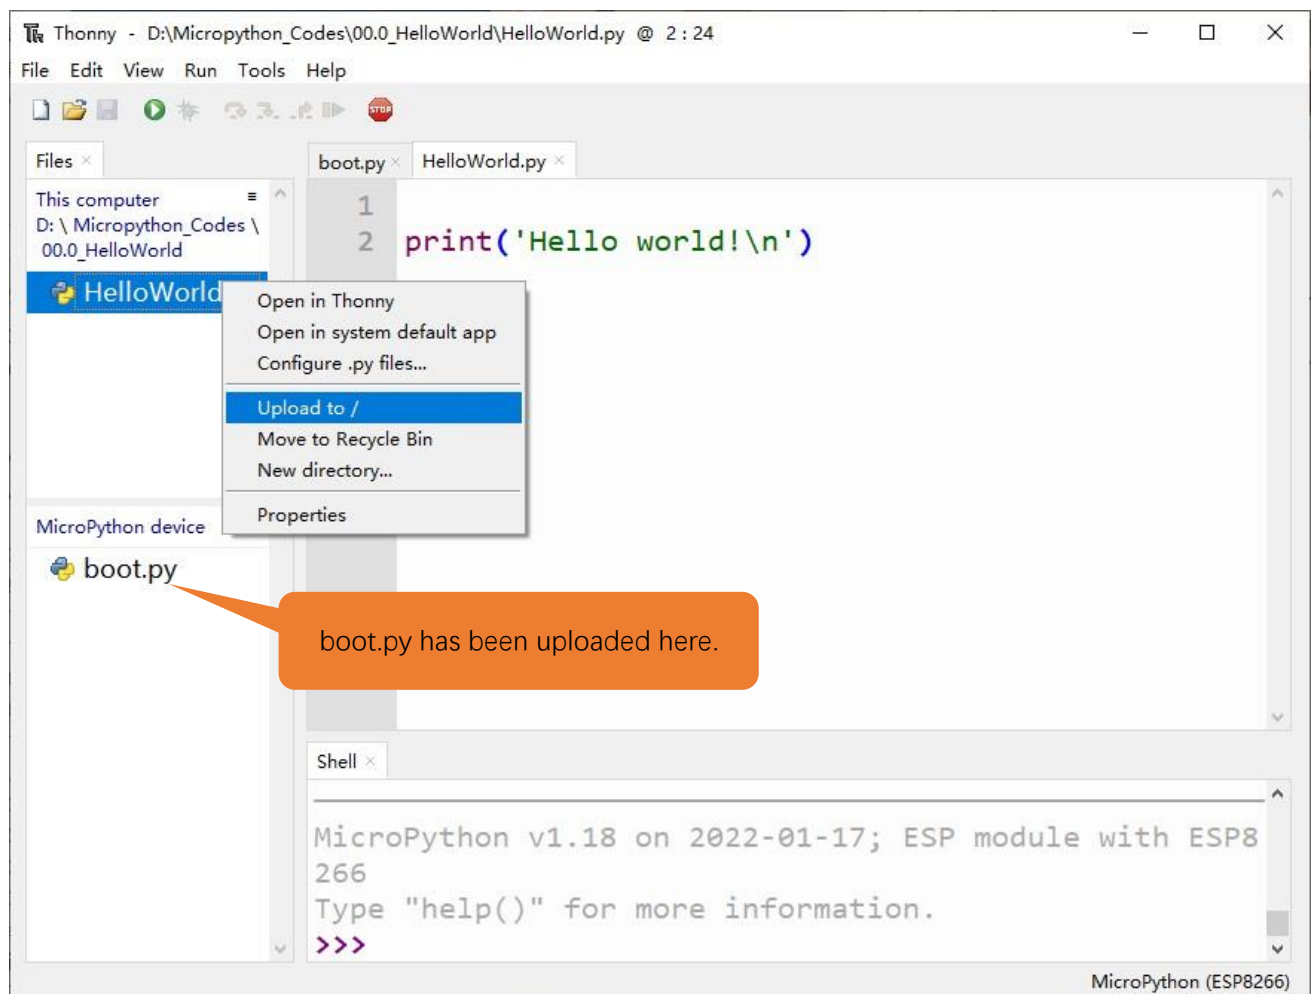 Thonny - D:\Micropython_Codes\00.0_HelloWorld\HelloWorld.py @ 2:24
File Edit View Run Tools Help
STOP
Files
boot.py HelloWorld.py
This computer
D: \ Micropython_Codes \
00.0_HelloWorld
HelloWorld
1
2 print('Hello world!\n')
Open in Thonny
Open in system default app
Configure .py files...
Upload to /
Move to Recycle Bin
New directory...
Properties
MicroPython device
boot.py
boot.py has been uploaded here.
Shell
MicroPython v1.18 on 2022-01-17; ESP module with ESP8
266
Type "help()" for more information.
>>>
MicroPython (ESP8266)